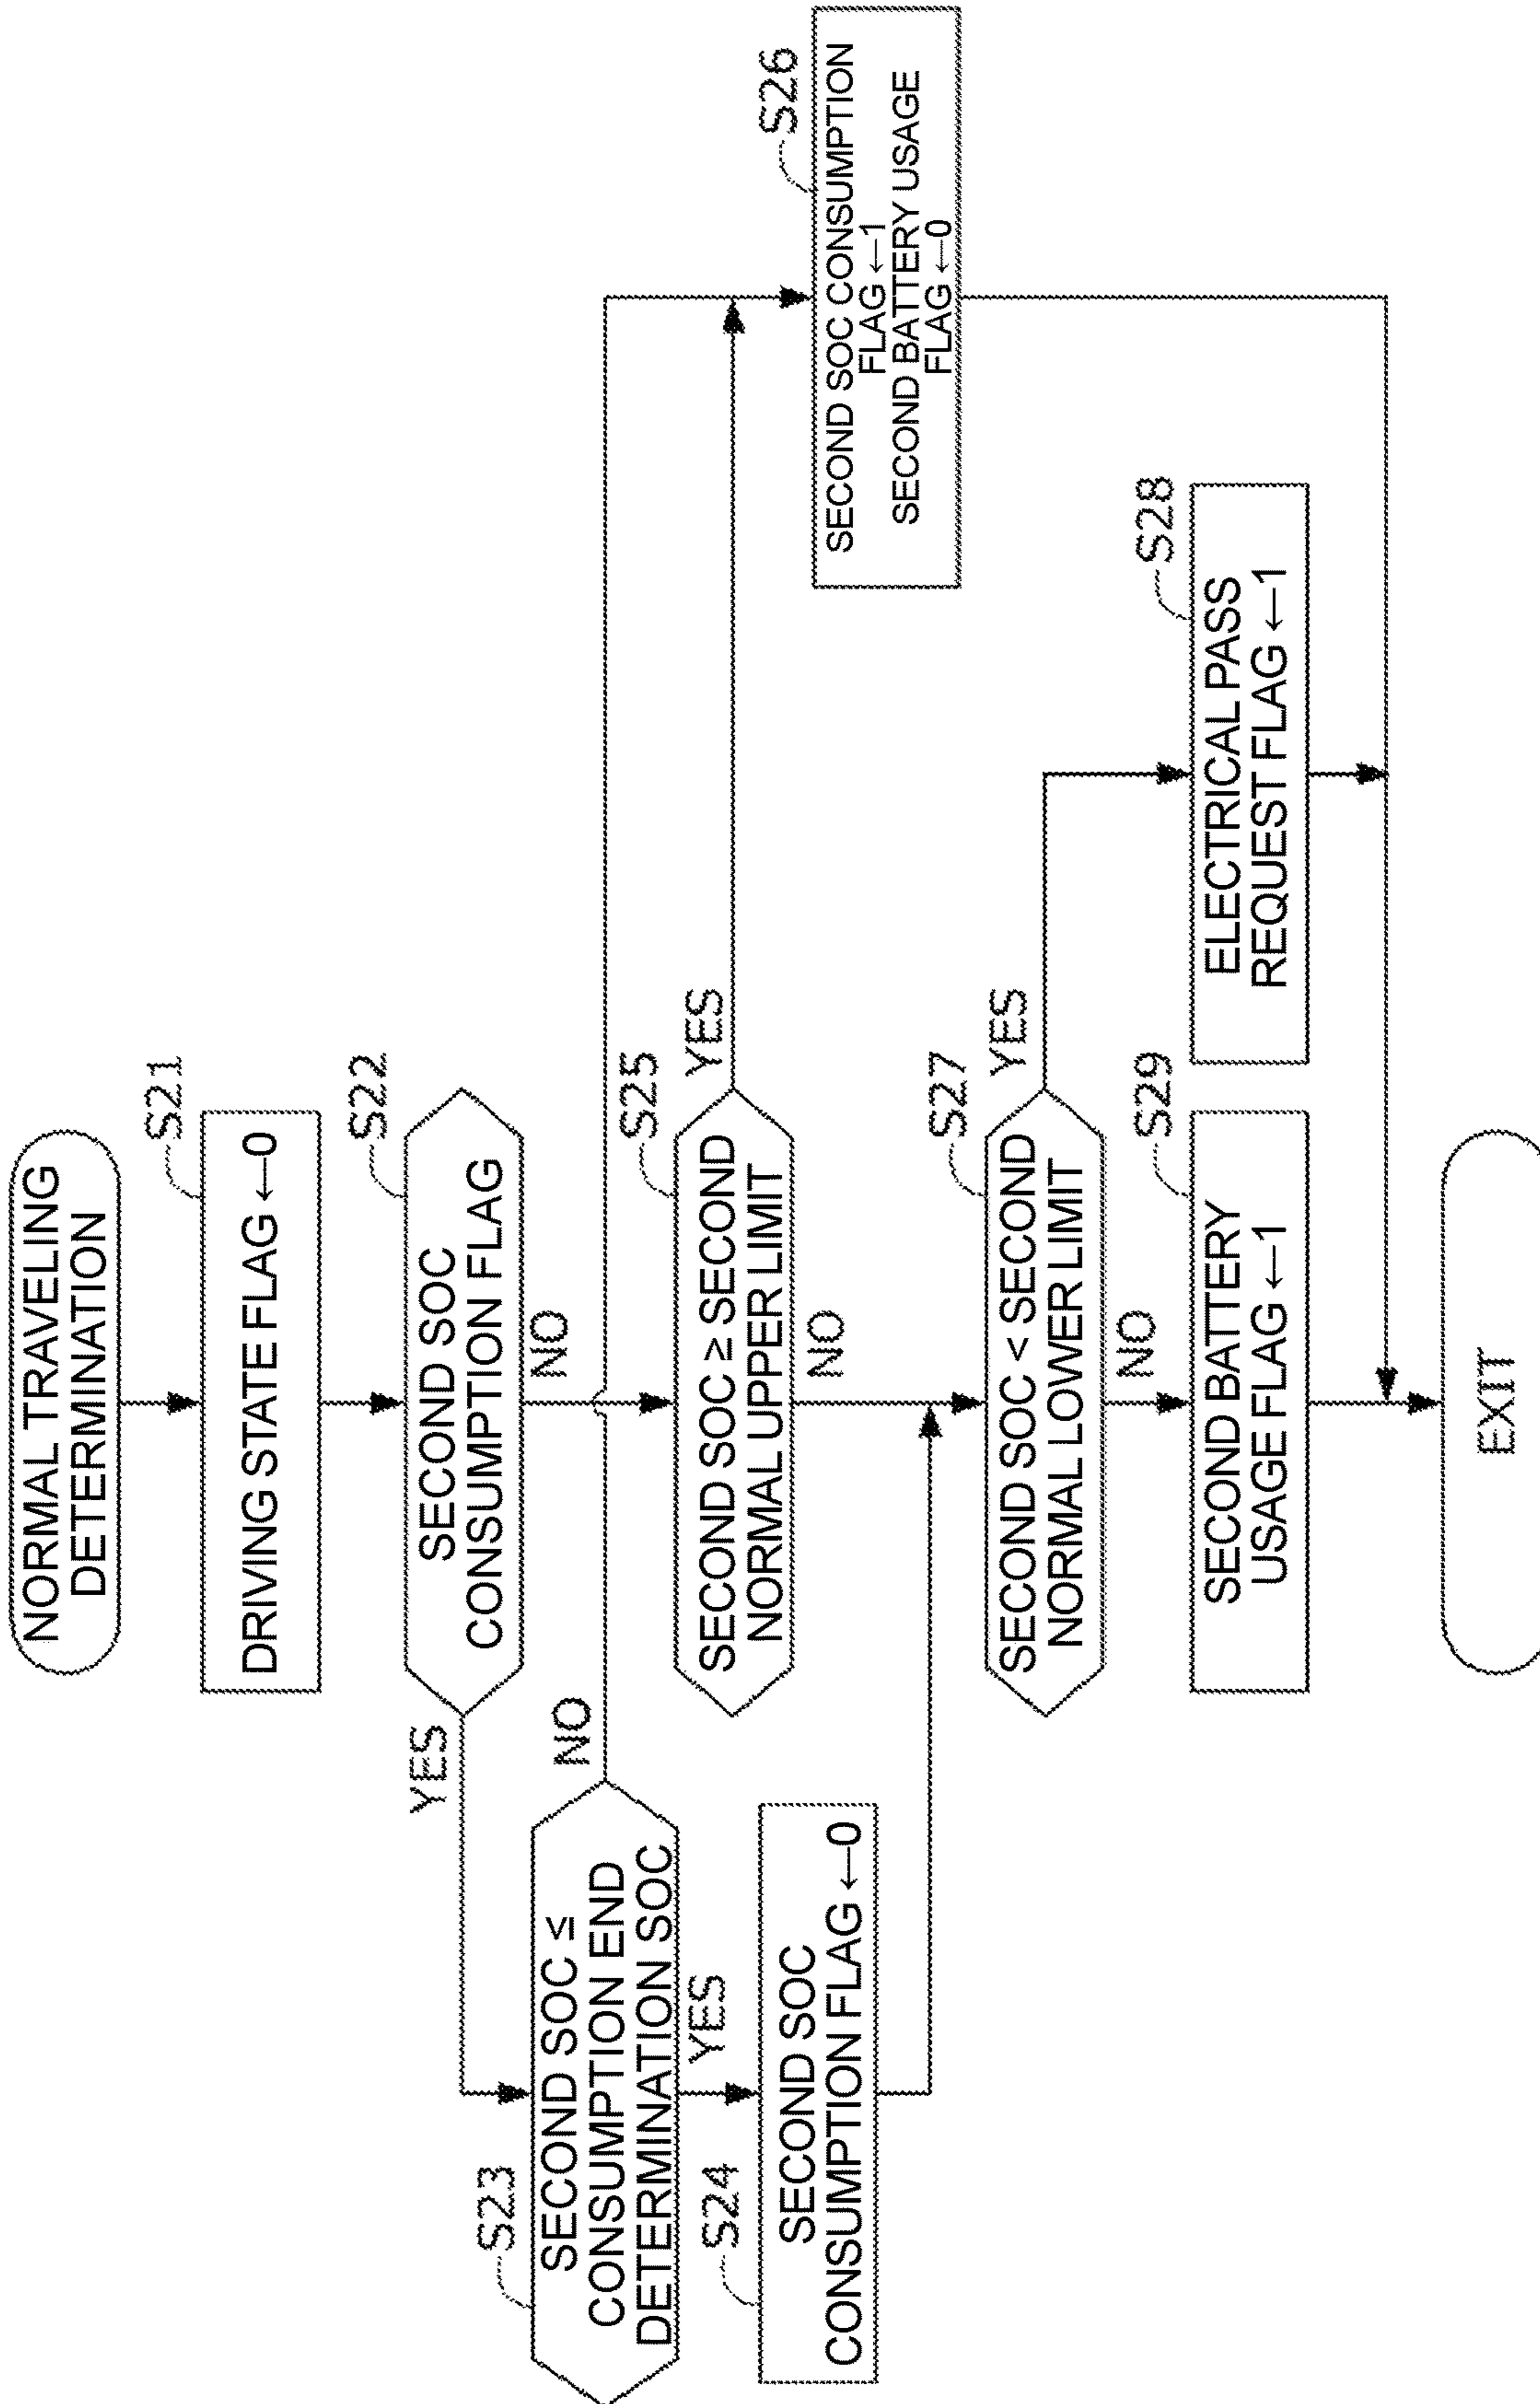 NORMAL TRAVELING
DETERMINATION
S21
DRIVING STATE FLAG ←0
S22
SECOND SOC
CONSUMPTION FLAG
YES
NO
S23
SECOND SOC ≤
CONSUMPTION END
DETERMINATION SOC
NO
YES
S24
SECOND SOC
CONSUMPTION FLAG ←0
S25
SECOND SOC ≥ SECOND
NORMAL UPPER LIMIT
YES
NO
S26
SECOND SOC CONSUMPTION
FLAG ←1
SECOND BATTERY USAGE
FLAG ←0
S27
SECOND SOC < SECOND
NORMAL LOWER LIMIT
YES
NO
S28
ELECTRICAL PASS
REQUEST FLAG ←1
S29
SECOND BATTERY
USAGE FLAG ←1
EXIT